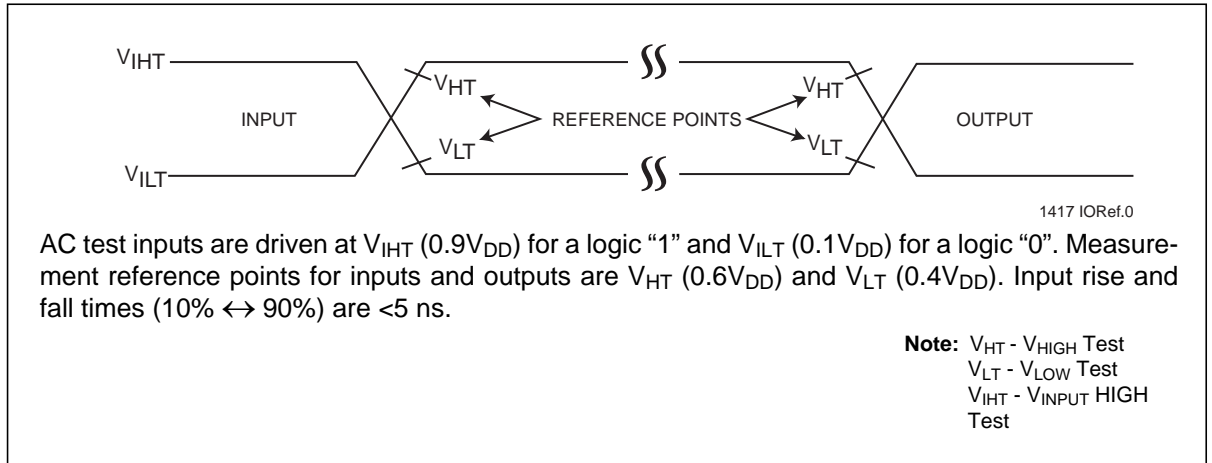 VIHT
VHT VHT
INPUT REFERENCE POINTS OUTPUT
VLT VLT
VILT
1417 IORef.0
AC test inputs are driven at VIHT (0.9VDD) for a logic “1” and VILT (0.1VDD) for a logic “0”. Measure-
ment reference points for inputs and outputs are VHT (0.6VDD) and VLT (0.4VDD). Input rise and
fall times (10% ↔ 90%) are <5 ns.
Note: VHT - VHIGH Test
VLT - VLOW Test
VIHT - VINPUT HIGH
Test